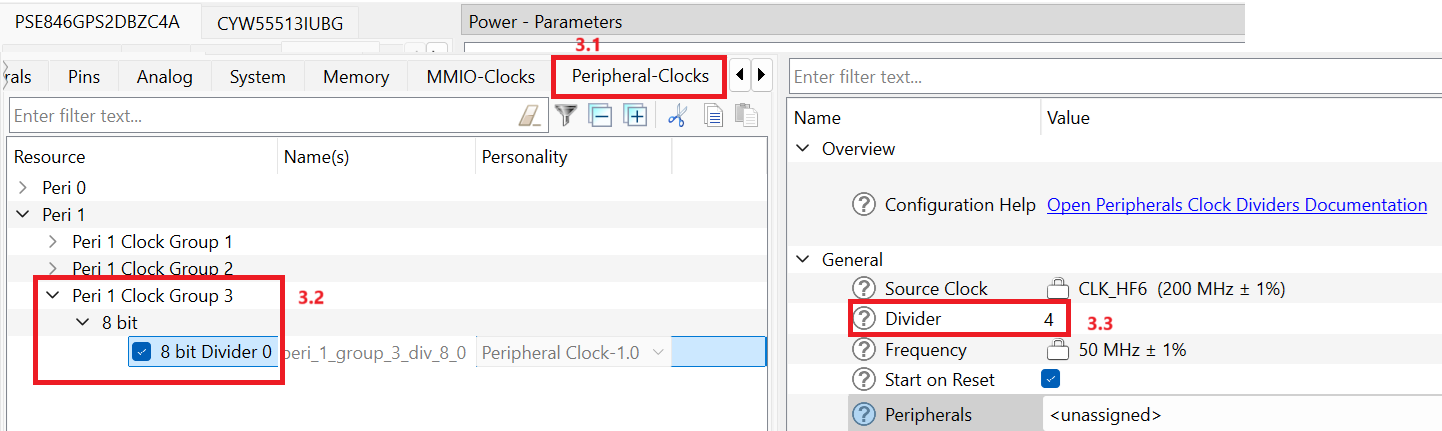 PSE846GPS2DBZC4A CYW55513IUBG Power - Parameters
3.1
Pins Analog System Memory MMIO-Clocks Peripheral-Clocks
Enter filter text...
Enter filter text...
Resource Name(s) Personality
Peri 0
Peri 1
Peri 1 Clock Group 1
Peri 1 Clock Group 2
Peri 1 Clock Group 3 3.2
8 bit
8 bit Divider 0 peri_1_group_3_div_8_0 Peripheral Clock-1.0
Name Value
Overview
Configuration Help Open Peripherals Clock Dividers Documentation
General
Source Clock CLK_HF6 (200 MHz ± 1%)
Divider 4 3.3
Frequency 50 MHz ± 1%
Start on Reset
Peripherals <unassigned>